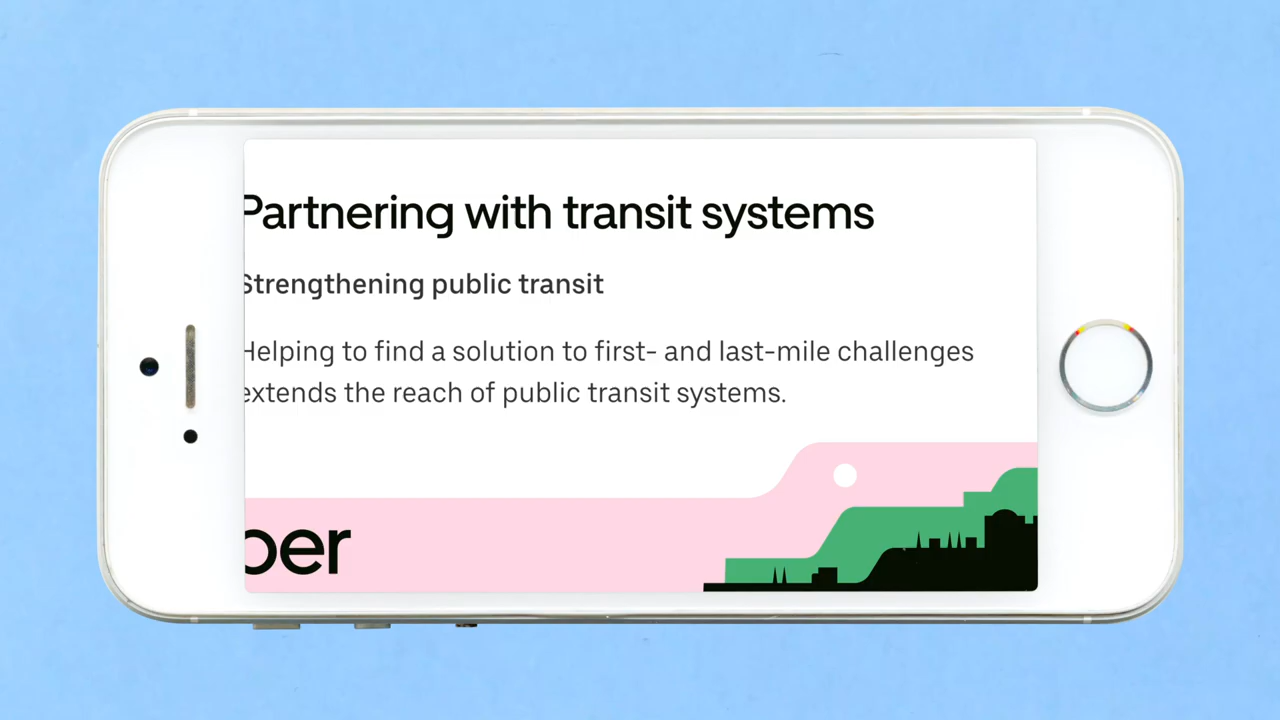 Partnering with transit systems
Strengthening public transit
Helping to find a solution to first- and last-mile challenges
extends the reach of public transit systems.
ber